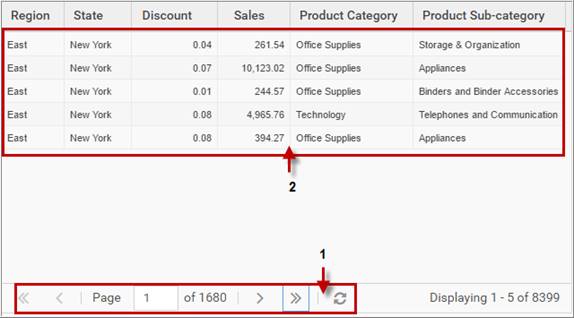 Region State Discount Sales Product Category Product Sub-category
East New York 0.04 261.54 Office Supplies Storage & Organization
East New York 0.07 10,123.02 Office Supplies Appliances
East New York 0.01 244.57 Office Supplies Binders and Binder Accessories
East New York 0.08 4,965.76 Technology Telephones and Communication
East New York 0.08 394.27 Office Supplies Appliances
2
1
Page 1 of 1680 Displaying 1 - 5 of 8399